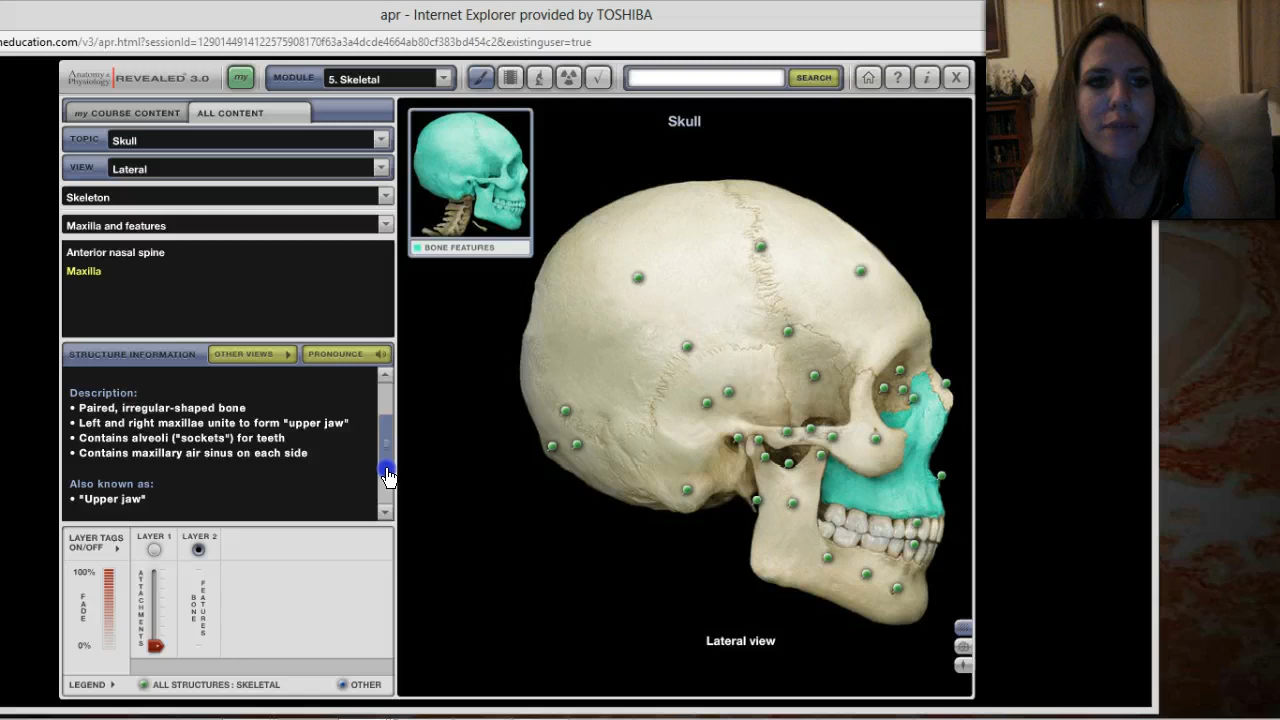 apr - Internet Explorer provided by TOSHIBA
neducation.com/v3/apr.html?sessionId=1290144914122575908170f63a3a4dcde4664ab80cf383bd454c2&existinguser=true
Anatomy & Physiology REVEALED® 3.0
my
MODULE 5. Skeletal
SEARCH
my COURSE CONTENT ALL CONTENT
TOPIC Skull
VIEW Lateral
Skeleton
Maxilla and features
Anterior nasal spine
Maxilla
STRUCTURE INFORMATION OTHER VIEWS PRONOUNCE
Description:
• Paired, irregular-shaped bone
• Left and right maxillae unite to form "upper jaw"
• Contains alveoli ("sockets") for teeth
• Contains maxillary air sinus on each side
Also known as:
• "Upper jaw"
LAYER TAGS ON/OFF
LAYER 1
LAYER 2
100%
FADE
0%
ATTACHMENTS
BONE FEATURES
LEGEND ALL STRUCTURES : SKELETAL OTHER
Skull
BONE FEATURES
Lateral view